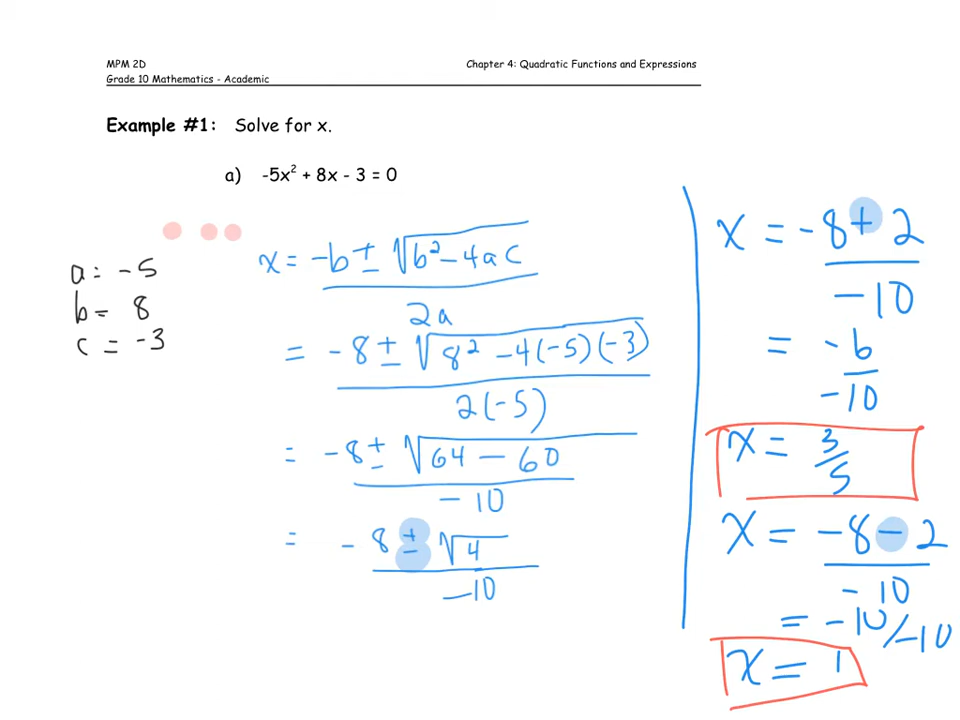 MPM 2D Chapter 4: Quadratic Functions and Expressions
Grade 10 Mathematics - Academic
Example #1: Solve for x.
a) -5x² + 8x - 3 = 0
a = -5
b = 8
c = -3
x = -b ± √(b² - 4ac)
2a
= -8 ± √(8² - 4(-5)(-3))
2(-5)
= -8 ± √(64 - 60)
-10
= -8 ± √4
-10
x = -8 + 2
-10
= -6
-10
x = 3/5
x = -8 - 2
-10
= -10/-10
x = 1